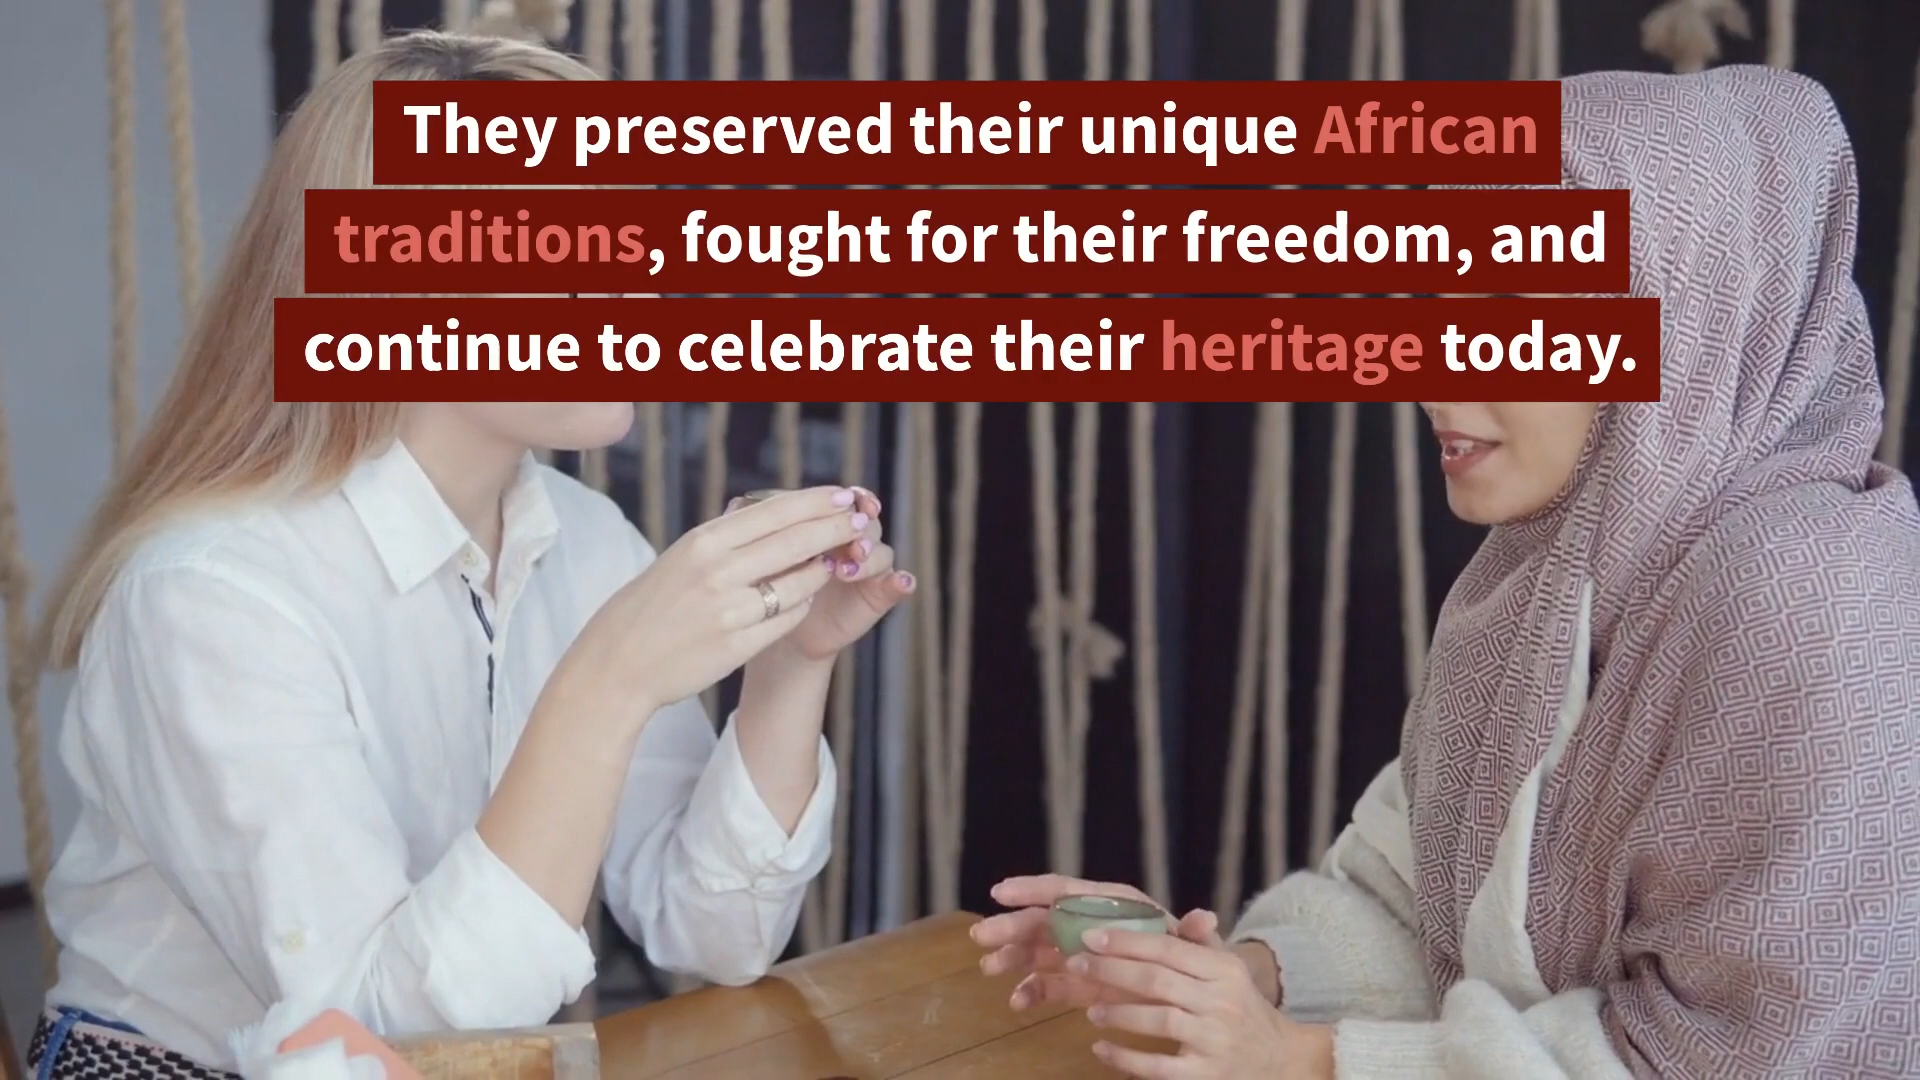 They preserved their unique African
traditions, fought for their freedom, and
continue to celebrate their heritage today.